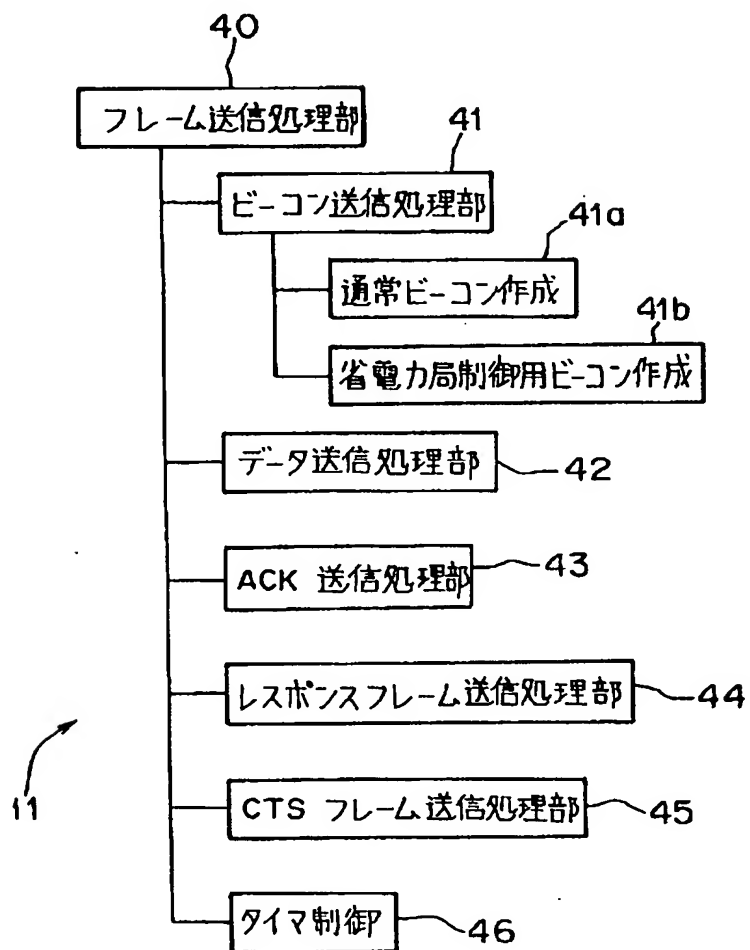 40
フレーム送信処理部
41
ビーコン送信処理部
41a
通常ビーコン作成
41b
省電力局制御用ビーコン作成
データ送信処理部
42
ACK 送信処理部
43
レスポンスフレーム送信処理部
44
CTS フレーム送信処理部
45
タイマ制御
46
11